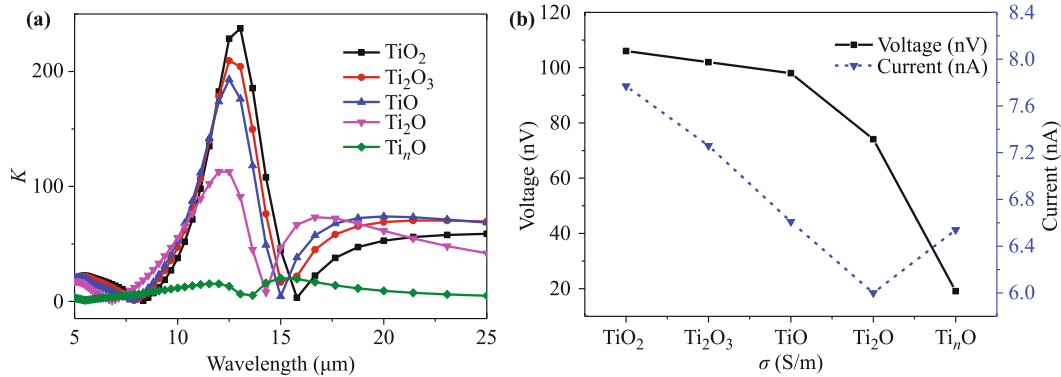 (a)
200
100
0
K
5
10
15
20
25
Wavelength (μm)
TiO₂
Ti₂O₃
TiO
Ti₂O
TiₙO
(b)
120
100
80
60
40
20
Voltage (nV)
Voltage (nV)
Current (nA)
8.4
8.0
7.6
7.2
6.8
6.4
6.0
Current (nA)
TiO₂
Ti₂O₃
TiO
Ti₂O
TiₙO
σ (S/m)